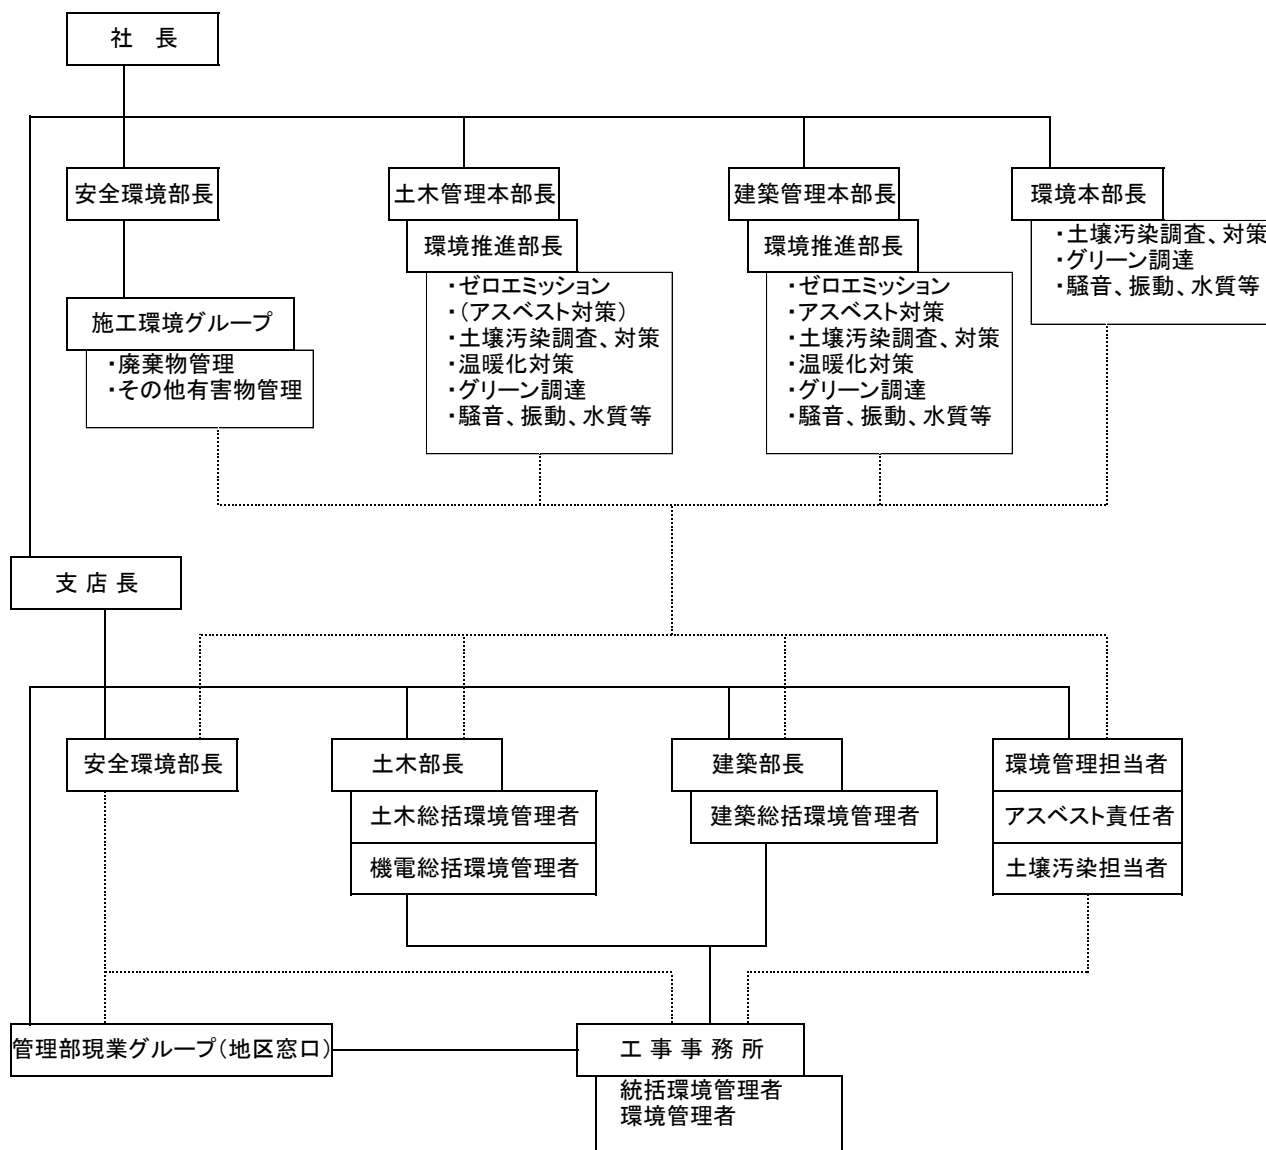 社　長
安全環境部長
土木管理本部長
建築管理本部長
環境本部長
環境推進部長
環境推進部長
・土壌汚染調査、対策
・グリーン調達
・騒音、振動、水質等
・ゼロエミッション
・（アスベスト対策）
・土壌汚染調査、対策
・温暖化対策
・グリーン調達
・騒音、振動、水質等
・ゼロエミッション
・アスベスト対策
・土壌汚染調査、対策
・温暖化対策
・グリーン調達
・騒音、振動、水質等
施工環境グループ
・廃棄物管理
・その他有害物管理
支 店 長
安全環境部長
土木部長
建築部長
環境管理担当者
土木総括環境管理者
建築総括環境管理者
アスベスト責任者
機電総括環境管理者
土壌汚染担当者
管理部現業グループ（地区窓口）
工 事 事 務 所
統括環境管理者
環境管理者